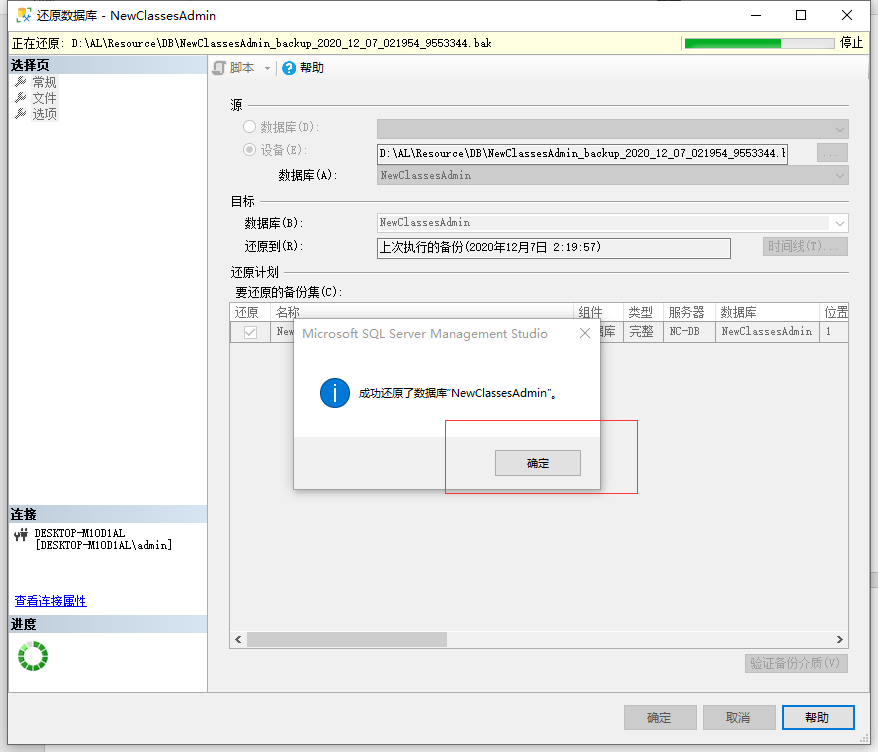 还原数据库 - NewClassesAdmin
正在还原: D:\AL\Resource\DB\NewClassesAdmin_backup_2020_12_07_021954_9553344.bak
停止
选择页
常规
文件
选项
脚本
帮助
源
数据库(D):
设备(E):
D:\AL\Resource\DB\NewClassesAdmin_backup_2020_12_07_021954_9553344.b
...
数据库(A):
NewClassesAdmin
目标
数据库(B):
NewClassesAdmin
还原到(R):
上次执行的备份(2020年12月7日 2:19:57)
时间线(T)...
还原计划
要还原的备份集(C):
还原 名称 组件 类型 服务器 数据库 位置
New 据库 完整 NC-DB NewClassesAdmin 1
Microsoft SQL Server Management Studio
成功还原了数据库"NewClassesAdmin"。
确定
连接
DESKTOP-M1OD1AL
[DESKTOP-M1OD1AL\admin]
查看连接属性
进度
验证备份介质(V)
确定
取消
帮助